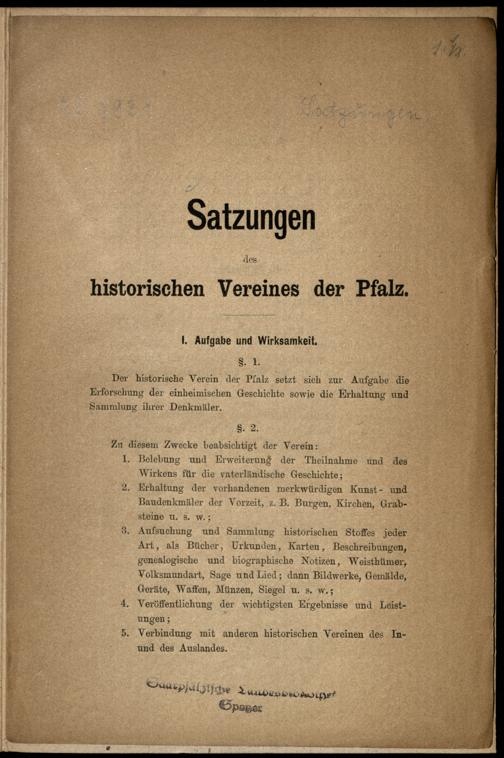 Satzungen
Satzungen
des
historischen Vereines der Pfalz.
I. Aufgabe und Wirksamkeit.
§. 1.
Der historische Verein der Pfalz setzt sich zur Aufgabe die
Erforschung der einheimischen Geschichte sowie die Erhaltung und
Sammlung ihrer Denkmäler.
§. 2.
Zu diesem Zwecke beabsichtigt der Verein:
1. Belebung und Erweiterung der Theilnahme und des
Wirkens für die vaterländische Geschichte;
2. Erhaltung der vorhandenen merkwürdigen Kunst- und
Baudenkmäler der Vorzeit, z. B. Burgen, Kirchen, Grab-
steine u. s. w.;
3. Aufsuchung und Sammlung historischen Stoffes jeder
Art, als Bücher, Urkunden, Karten, Beschreibungen,
genealogische und biographische Notizen, Weisthümer,
Volksmundart, Sage und Lied; dann Bildwerke, Gemälde,
Geräte, Waffen, Münzen, Siegel u. s. w.;
4. Veröffentlichung der wichtigsten Ergebnisse und Leist-
ungen;
5. Verbindung mit anderen historischen Vereinen des In-
und des Auslandes.
Saarpfälzische Landesbibliothek
Speyer